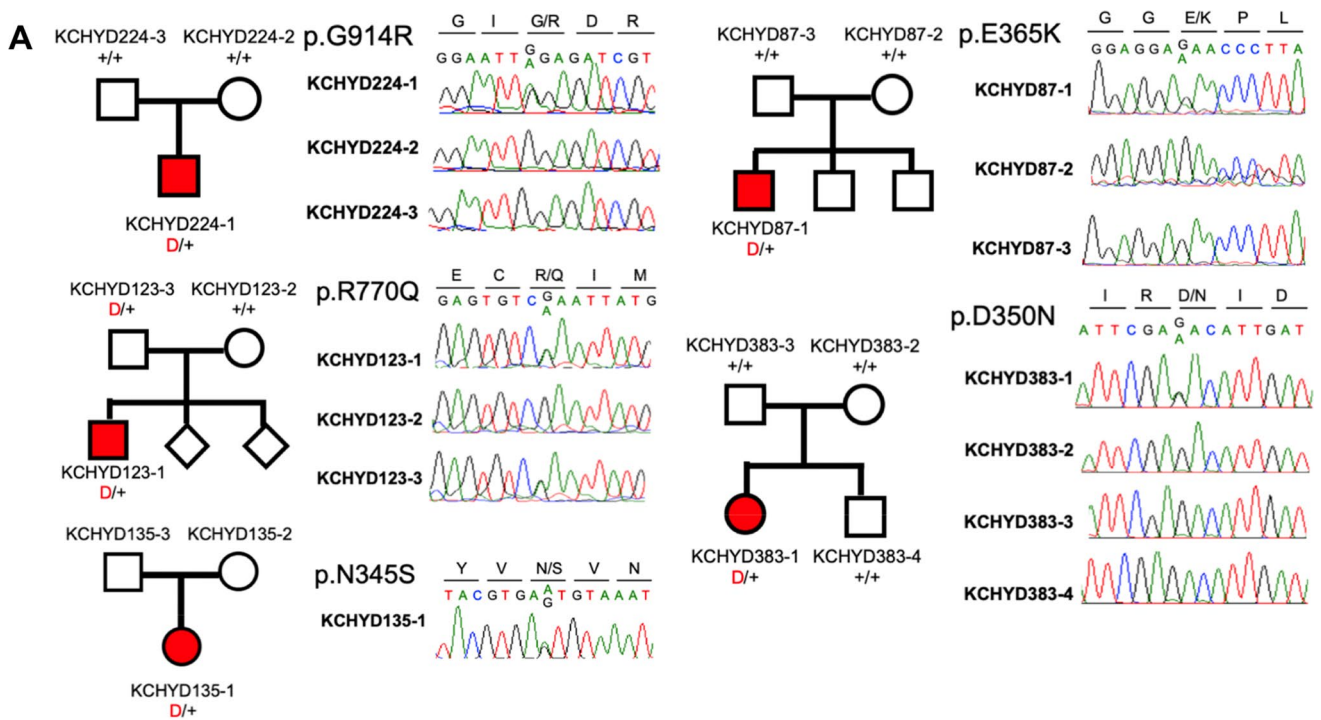 A
KCHYD224-3 KCHYD224-2
+/+ +/+
KCHYD224-1
D/+
p.G914R
G I G/R D R
G G A A T T G A G A T C G T
A
KCHYD224-1
KCHYD224-2
KCHYD224-3
KCHYD123-3 KCHYD123-2
D/+ +/+
KCHYD123-1
D/+
p.R770Q
E C R/Q I M
G A G T G T C G A A T T A T G
A
KCHYD123-1
KCHYD123-2
KCHYD123-3
KCHYD135-3 KCHYD135-2
KCHYD135-1
D/+
p.N345S
Y V N/S V N
T A C G T G A A T G T A A A T
G
KCHYD135-1
KCHYD87-3 KCHYD87-2
+/+ +/+
KCHYD87-1
D/+
p.E365K
G G E/K P L
G G A G G A G A A C C C T T A
A
KCHYD87-1
KCHYD87-2
KCHYD87-3
KCHYD383-3 KCHYD383-2
+/+ +/+
KCHYD383-1 KCHYD383-4
D/+ +/+
p.D350N
I R D/N I D
A T T C G A G A C A T T G A T
A
KCHYD383-1
KCHYD383-2
KCHYD383-3
KCHYD383-4